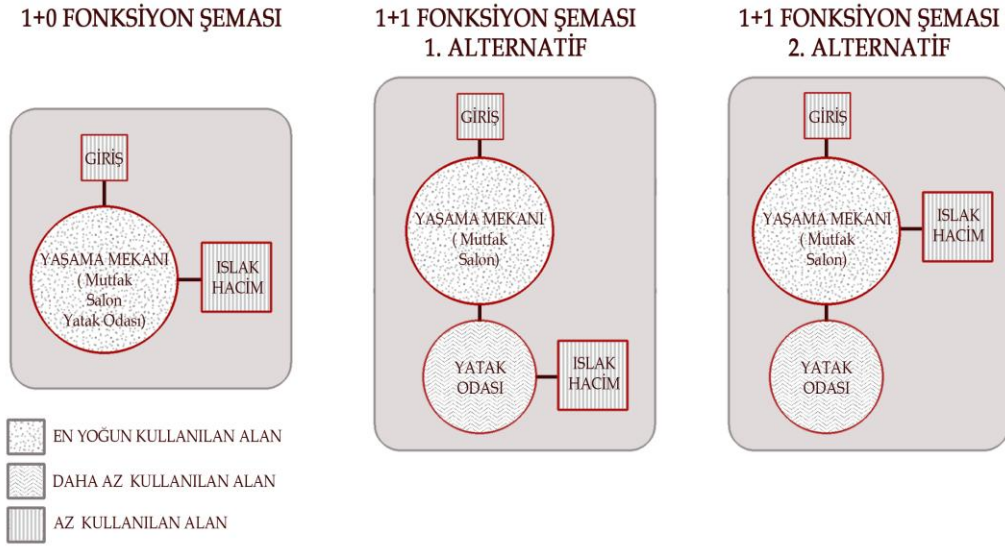 1+0 FONKSİYON ŞEMASI
GİRİŞ
YAŞAMA MEKANI
( Mutfak
Salon
Yatak Odası)
ISLAK
HACİM
1+1 FONKSİYON ŞEMASI
1. ALTERNATİF
GİRİŞ
YAŞAMA MEKANI
( Mutfak
Salon)
YATAK
ODASI
ISLAK
HACİM
1+1 FONKSİYON ŞEMASI
2. ALTERNATİF
GİRİŞ
YAŞAMA MEKANI
( Mutfak
Salon)
ISLAK
HACİM
YATAK
ODASI
EN YOĞUN KULLANILAN ALAN
DAHA AZ KULLANILAN ALAN
AZ KULLANILAN ALAN